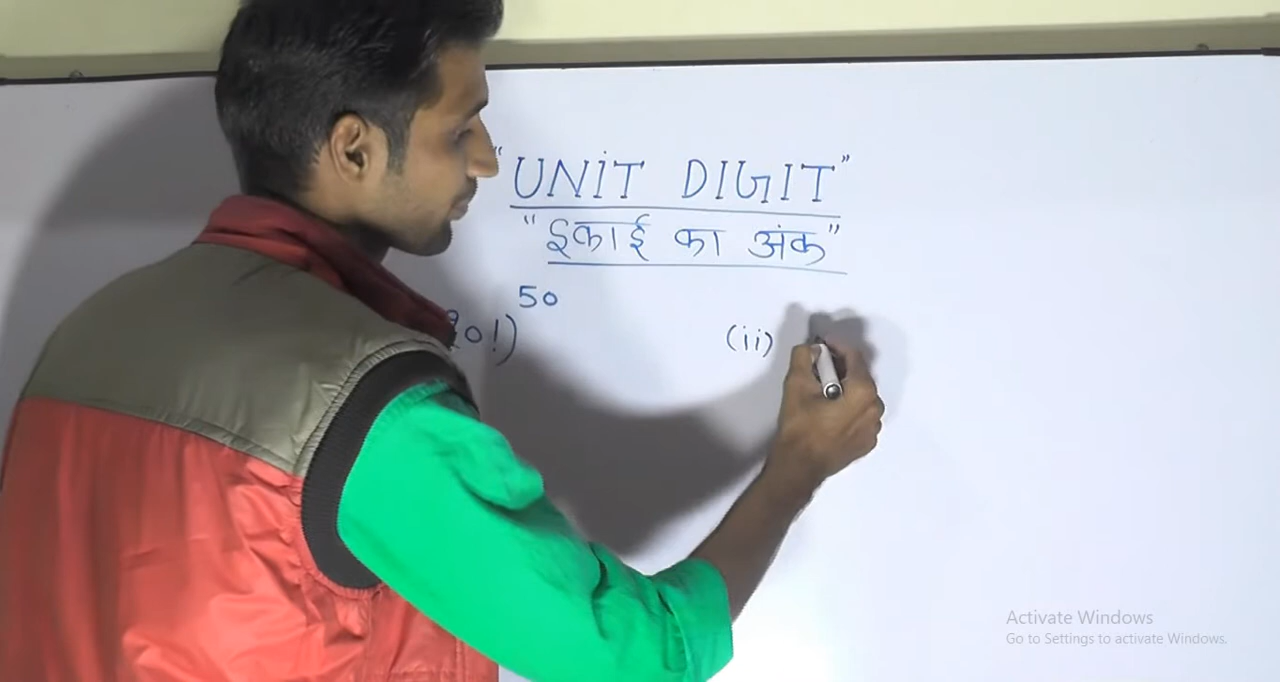 "UNIT DIGIT"
"इकाई का अंक"
0!)⁵⁰ (ii)
Activate Windows
Go to Settings to activate Windows.